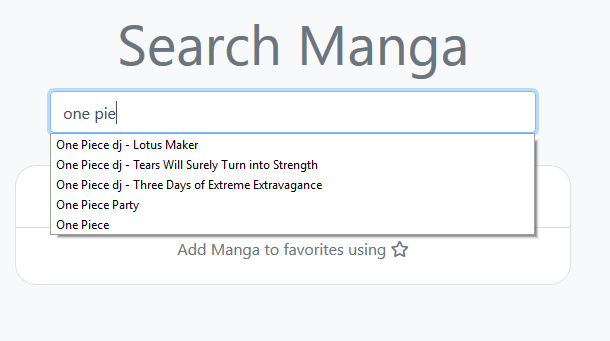 Search Manga
one pie
One Piece dj - Lotus Maker
One Piece dj - Tears Will Surely Turn into Strength
One Piece dj - Three Days of Extreme Extravagance
One Piece Party
One Piece
Add Manga to favorites using